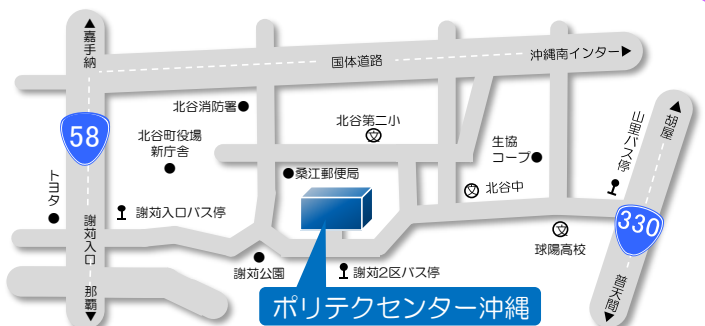 嘉手納
国体道路
沖縄南インター
58
北谷消防署
北谷町役場
新庁舎
北谷第二小
文
生協
コープ
山里バス停
胡屋
トヨタ
謝苅入口バス停
桑江郵便局
文
北谷中
330
謝苅入口
謝苅公園
謝苅2区バス停
文
球陽高校
那覇
普天間
ポリテクセンター沖縄